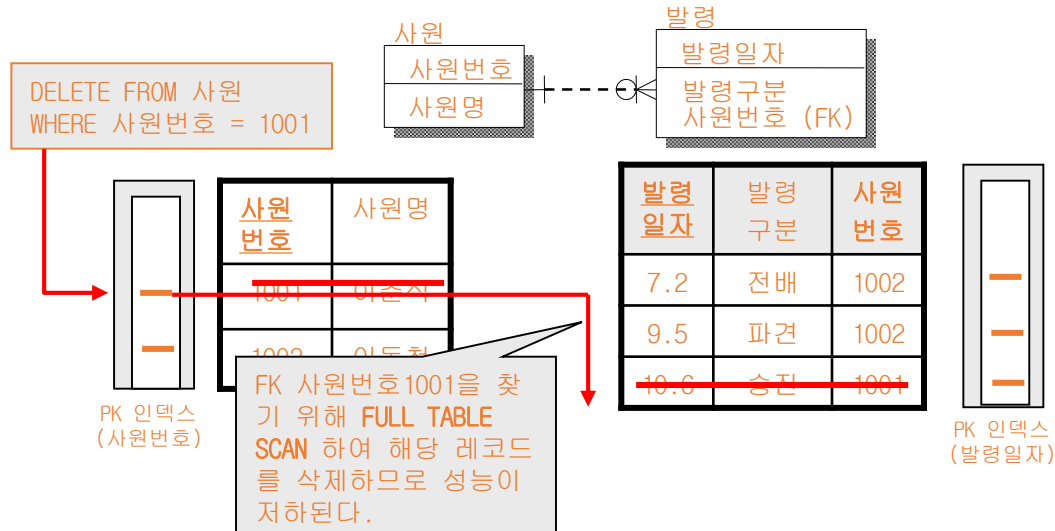 사원
사원번호
사원명
발령
발령일자
발령구분
사원번호 (FK)
DELETE FROM 사원
WHERE 사원번호 = 1001
사원 번호
사원명
1001
1002
발령 일자
발령 구분
사원 번호
7.2 전배 1002
9.5 파견 1002
10.6 승진 1001
FK 사원번호1001을 찾
기 위해 FULL TABLE
SCAN 하여 해당 레코드
를 삭제하므로 성능이
저하된다.
PK 인덱스
(사원번호)
PK 인덱스
(발령일자)